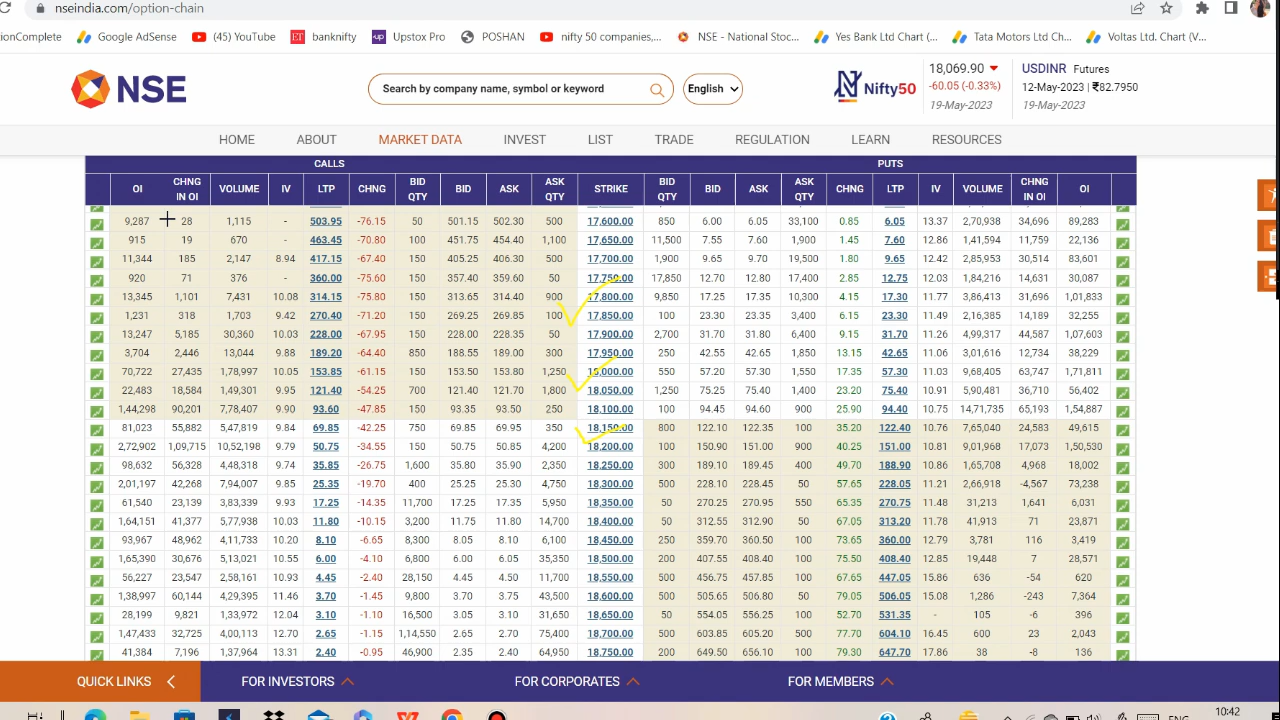 nseindia.com/option-chain
ionComplete Google AdSense (45) YouTube banknifty Upstox Pro POSHAN nifty 50 companies,... NSE - National Stoc... Yes Bank Ltd Chart (... Tata Motors Ltd Ch... Voltas Ltd. Chart (V...
NSE Search by company name, symbol or keyword English Nifty50 18,069.90 -60.05 (-0.33%) 19-May-2023 USDINR Futures 12-May-2023 | ₹82.7950 19-May-2023
HOME ABOUT MARKET DATA INVEST LIST TRADE REGULATION LEARN RESOURCES
CALLS PUTS
OI CHNG IN OI VOLUME IV LTP CHNG BID QTY BID ASK ASK QTY STRIKE BID QTY BID ASK ASK QTY CHNG LTP IV VOLUME CHNG IN OI OI
9,287 28 1,115 - 503.95 -76.15 501.15 502.30 500 17,600.00 850 6.00 6.05 33,100 0.85 6.05 13.37 2,70,938 34,696 89,283
915 19 670 - 463.45 -70.80 100 451.75 454.40 1,100 17,650.00 11,500 7.55 7.60 1,900 1.45 7.60 12.86 1,41,594 11,759 22,136
11,344 185 2,147 8.94 417.15 -67.40 100 405.25 406.30 500 17,700.00 1,900 9.65 9.70 19,500 1.80 9.65 12.42 2,85,953 30,514 83,601
920 71 376 - 360.00 -75.60 150 357.40 359.60 50 17,750.00 17,850 12.70 12.80 17,400 2.85 12.75 12.03 1,84,216 14,631 30,087
13,345 1,101 7,431 10.08 314.15 -75.80 150 313.65 314.40 900 17,800.00 9,850 17.25 17.35 10,300 4.15 17.30 11.77 3,86,413 31,696 1,01,833
1,231 318 1,703 9.42 270.40 -71.20 150 269.25 269.85 100 17,850.00 100 23.30 23.35 3,400 6.15 23.30 11.49 2,16,385 14,189 32,255
13,247 5,185 30,360 10.03 228.00 -67.95 228.00 228.35 50 17,900.00 2,700 31.70 31.80 6,400 9.15 31.70 11.26 4,99,317 44,587 1,07,603
3,704 2,446 13,044 9.88 189.20 -64.40 850 188.55 189.00 300 17,950.00 250 42.55 42.65 1,850 13.15 42.65 11.06 3,01,616 12,734 38,229
70,722 27,435 1,78,997 10.05 153.85 -61.15 150 153.50 153.80 1,250 18,000.00 550 57.20 57.30 1,550 17.35 57.30 10.95 9,68,405 63,747 1,71,811
22,483 18,584 1,49,301 9.95 121.40 -54.25 121.40 121.70 1,800 18,050.00 1,250 75.25 75.40 1,400 23.20 75.40 10.91 5,90,481 36,710 56,402
1,44,298 90,201 7,78,407 9.90 93.60 -47.85 150 93.35 93.50 250 18,100.00 100 94.45 94.60 900 25.90 94.40 10.75 14,71,735 65,193 1,54,887
81,023 55,882 5,47,819 9.84 69.85 -42.25 750 69.85 69.95 350 18,150.00 800 122.10 122.35 100 35.20 122.40 10.76 7,65,040 24,583 49,615
2,72,902 1,09,715 10,52,198 9.79 50.75 -34.55 150 50.75 50.85 4,200 18,200.00 100 150.90 151.00 900 40.25 151.00 10.81 9,01,968 17,073 1,50,530
98,632 56,328 4,48,318 9.74 35.85 -26.75 1,600 35.80 35.90 2,350 18,250.00 300 189.10 189.45 400 49.70 188.90 10.86 1,65,708 4,968 18,002
2,01,197 42,268 7,94,007 9.85 25.35 -19.70 400 25.25 25.30 4,750 18,300.00 500 228.10 228.45 50 57.65 228.05 11.21 2,66,918 -4,567 73,238
61,540 23,139 3,83,339 9.93 17.25 -14.35 11,700 17.25 17.35 5,950 18,350.00 50 270.25 270.95 550 65.30 270.75 11.48 31,213 1,641 6,031
1,64,151 41,377 5,77,938 10.03 11.80 -10.15 3,200 11.75 11.80 14,700 18,400.00 50 312.55 312.90 50 67.05 313.20 11.78 41,913 71 23,871
93,967 48,962 4,11,733 10.20 8.10 -6.65 8,300 8.05 8.10 6,100 18,450.00 250 359.70 360.50 100 73.65 360.00 12.79 3,781 116 3,419
1,65,390 30,676 5,13,021 10.55 6.00 -4.10 6,800 6.00 6.05 35,350 18,500.00 200 407.55 408.40 100 75.50 408.40 12.85 19,448 7 28,571
56,227 23,547 2,58,161 10.93 4.45 -2.40 28,150 4.45 4.50 11,700 18,550.00 500 456.75 457.85 100 67.65 447.05 15.86 636 -54 620
1,38,997 60,144 4,29,391 11.46 3.70 -1.45 9,000 3.70 3.75 43,500 18,600.00 500 505.65 506.80 50 79.05 506.05 15.08 1,286 -243 7,364
28,199 9,821 1,33,972 12.04 3.10 -1.10 16,500 3.05 3.10 31,650 18,650.00 50 554.05 556.25 100 52.70 531.35 - 105 -6 396
1,47,433 32,725 4,00,113 12.70 2.65 -1.15 1,14,550 2.65 2.70 75,400 18,700.00 500 603.85 605.20 500 77.70 604.10 16.45 600 23 2,043
41,384 7,196 1,37,964 13.31 2.40 -0.95 46,900 2.35 2.40 64,950 18,750.00 200 649.50 656.10 100 79.30 647.70 17.86 38 -8 136
QUICK LINKS FOR INVESTORS FOR CORPORATES FOR MEMBERS
10:42